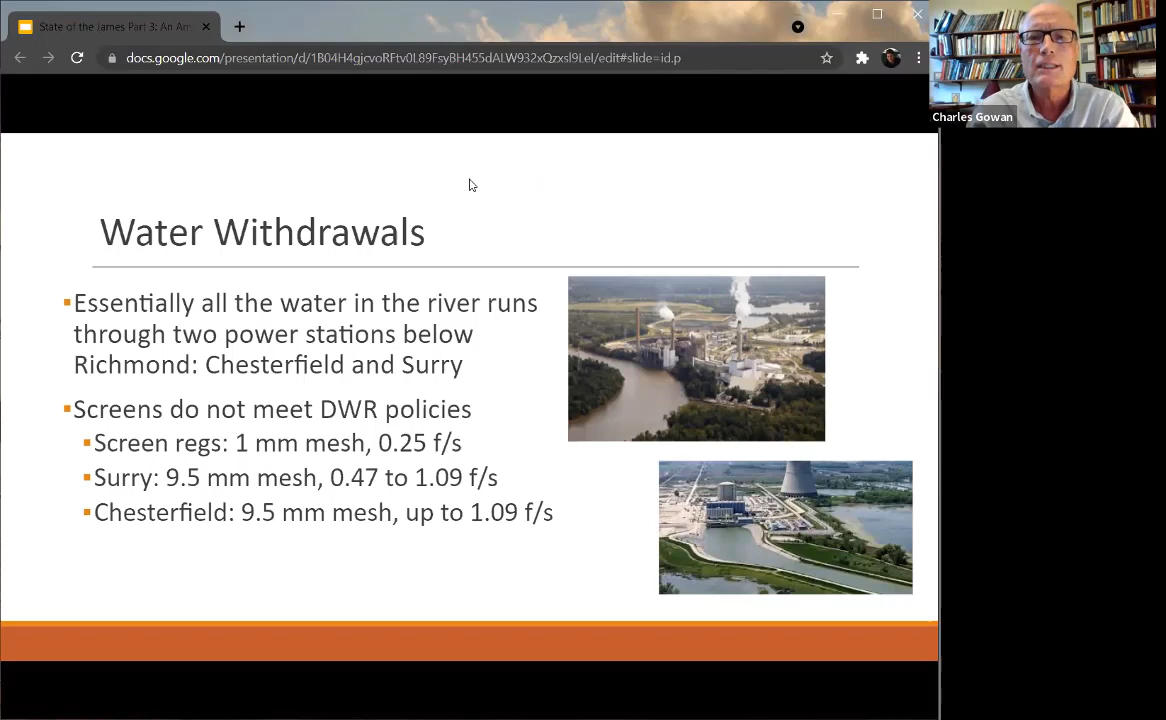 State of the James Part 3: An Am
docs.google.com/presentation/d/1B04H4gjcvoRFtv0L89FsyBH455dALW932xQzxsl9LeI/edit#slide=id.p
Charles Gowan
Water Withdrawals
▪Essentially all the water in the river runs
through two power stations below
Richmond: Chesterfield and Surry
▪Screens do not meet DWR policies
▪Screen regs: 1 mm mesh, 0.25 f/s
▪Surry: 9.5 mm mesh, 0.47 to 1.09 f/s
▪Chesterfield: 9.5 mm mesh, up to 1.09 f/s